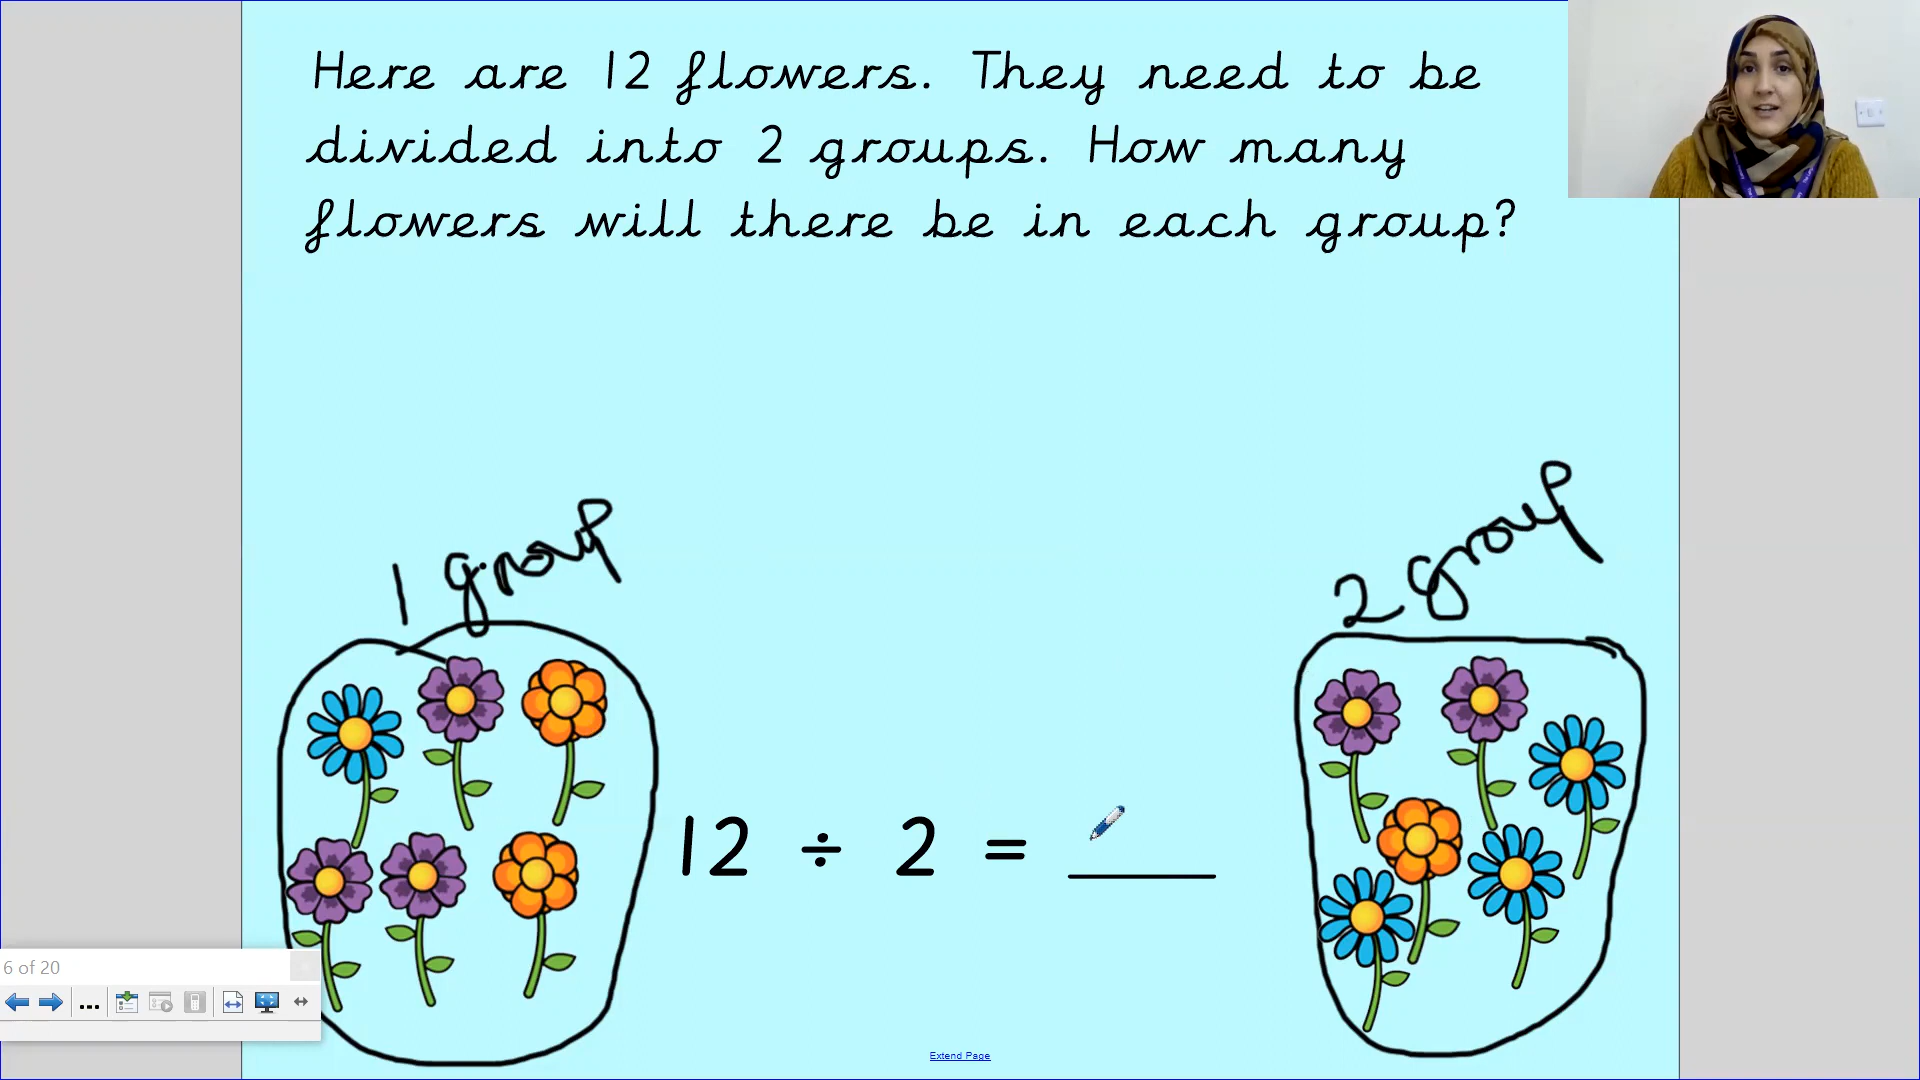 Here are 12 flowers. They need to be
divided into 2 groups. How many
flowers will there be in each group?
1 group
2 group
12 ÷ 2 = ____
6 of 20
...
Extend Page